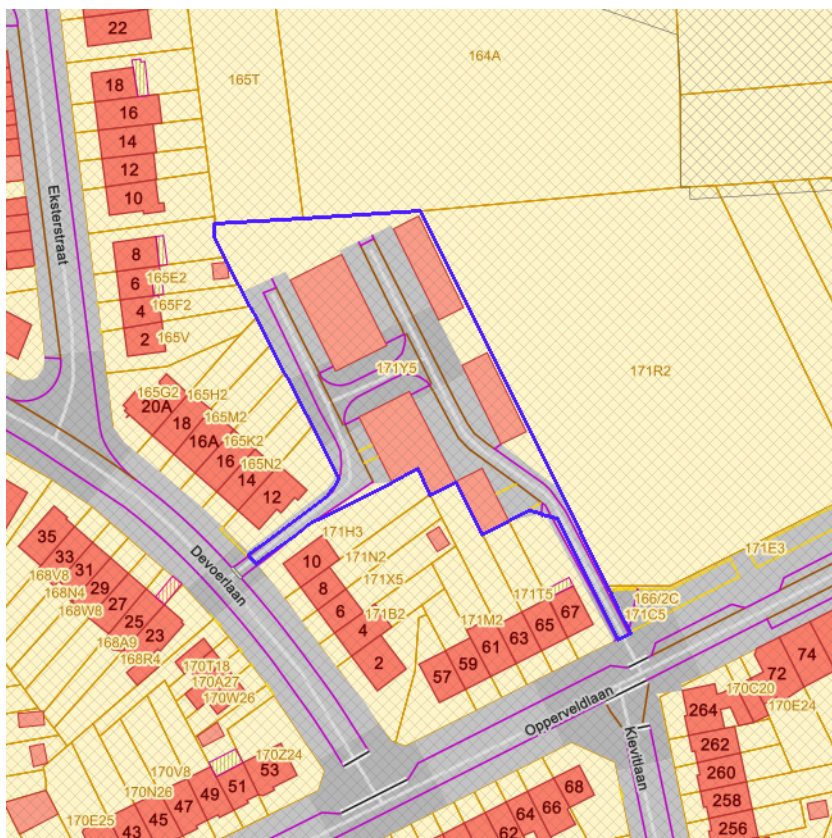 22
164A
165T
18
16
14
12
10
Eksterstraat
8
6
165E2
4
165F2
2
165V
171Y5
171R2
165G2
165H2
20A
18
165M2
16A
165K2
16
165N2
14
12
35
33
31
29
27
25
23
168V8
168N4
168W8
168A9
168R4
Devoerlaan
10
171H3
8
171N2
6
171X5
4
171B2
2
171E3
166/2C
171C5
171T5
171M2
67
65
63
61
59
57
170T18
170A27
170W26
Opperveldlaan
74
72
170C20
170E24
264
262
260
258
256
Kievitlaan
170Z24
53
51
49
47
45
43
170V8
170N26
170E25
68
66
64
62